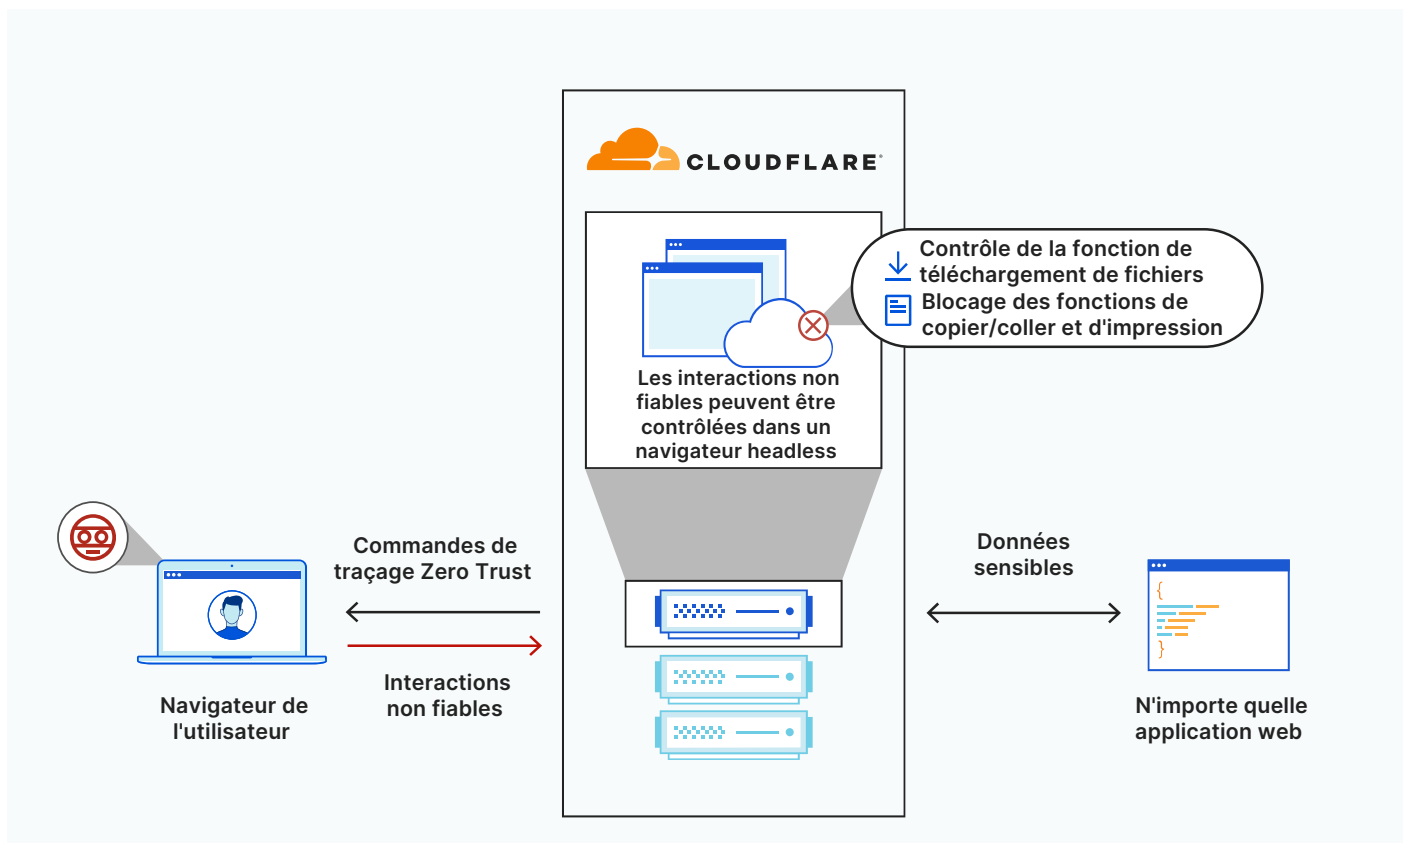 CLOUDFLARE
Contrôle de la fonction de
téléchargement de fichiers
Blocage des fonctions de
copier/coller et d'impression
Les interactions non
fiables peuvent être
contrôlées dans un
navigateur headless
Commandes de
traçage Zero Trust
Interactions
non fiables
Navigateur de
l'utilisateur
Données
sensibles
{
}
N'importe quelle
application web